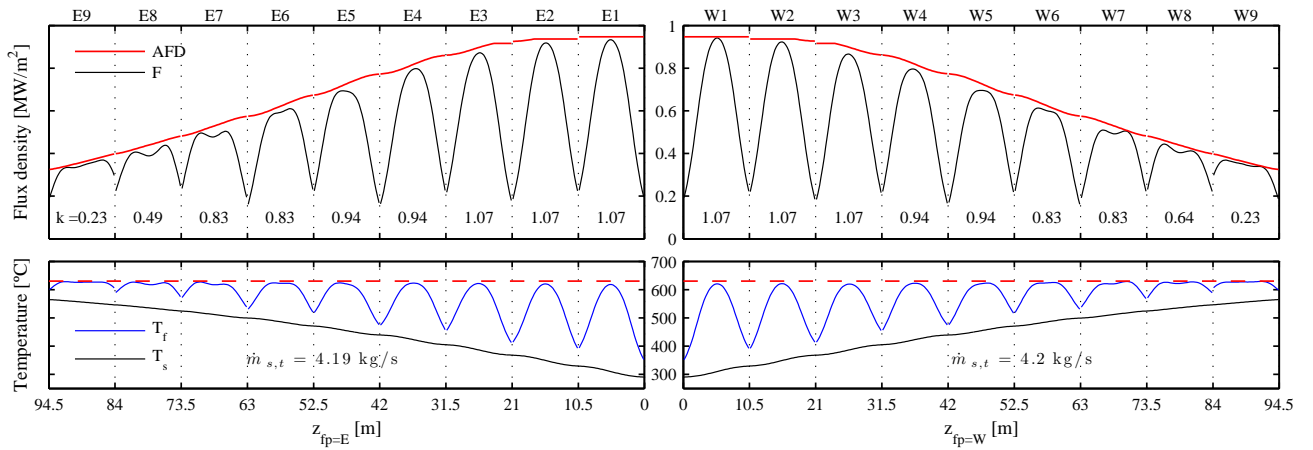 E9 E8 E7 E6 E5 E4 E3 E2 E1
W1 W2 W3 W4 W5 W6 W7 W8 W9
Flux density [MW/m²]
AFD
F
k =0.23 0.49 0.83 0.83 0.94 0.94 1.07 1.07 1.07
1
0.8
0.6
0.4
0.2
0
1.07 1.07 1.07 0.94 0.94 0.83 0.83 0.64 0.23
Temperature [ºC]
T_f
T_s
ṁ s,t = 4.19 kg/s
700
600
500
400
300
ṁ s,t = 4.2 kg/s
94.5 84 73.5 63 52.5 42 31.5 21 10.5 0
0 10.5 21 31.5 42 52.5 63 73.5 84 94.5
z_fp=E [m]
z_fp=W [m]